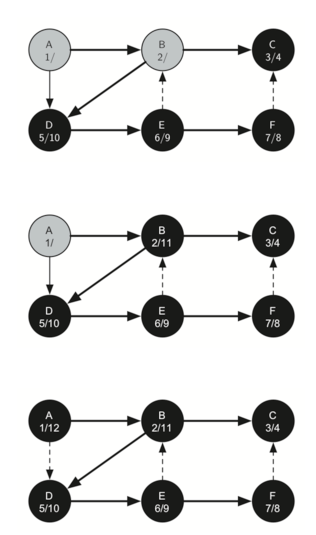 A B C
1/ 2/ 3/4
D E F
5/10 6/9 7/8
A B C
1/ 2/11 3/4
D E F
5/10 6/9 7/8
A B C
1/12 2/11 3/4
D E F
5/10 6/9 7/8